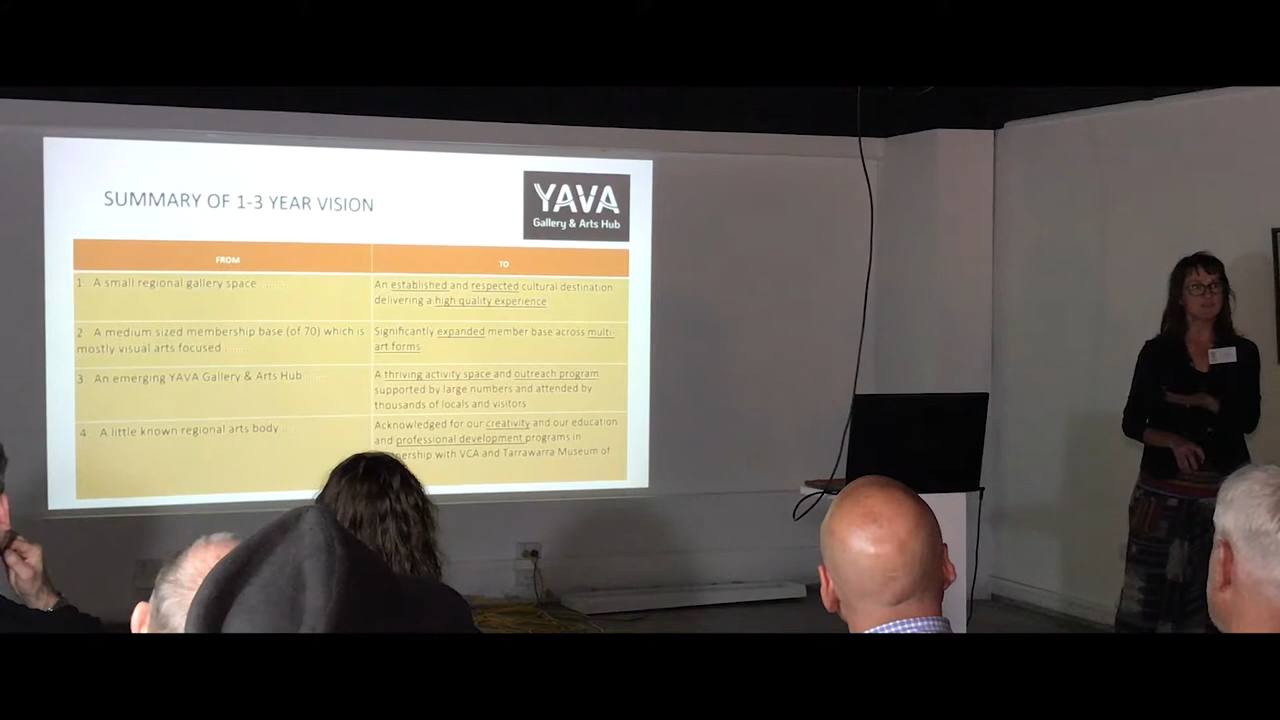 SUMMARY OF 1-3 YEAR VISION
YAVA
Gallery & Arts Hub
FROM
TO
1. A small regional gallery space ........
An established and respected cultural destination
delivering a high quality experience
2 A medium sized membership base (of 70) which is
mostly visual arts focused ......
Significantly expanded member base across multi-
art forms
3 An emerging YAVA Gallery & Arts Hub ......
A thriving activity space and outreach program
supported by large numbers and attended by
thousands of locals and visitors
4 A little known regional arts body ....
Acknowledged for our creativity and our education
and professional development programs in
with VCA and Tarrawarra Museum of